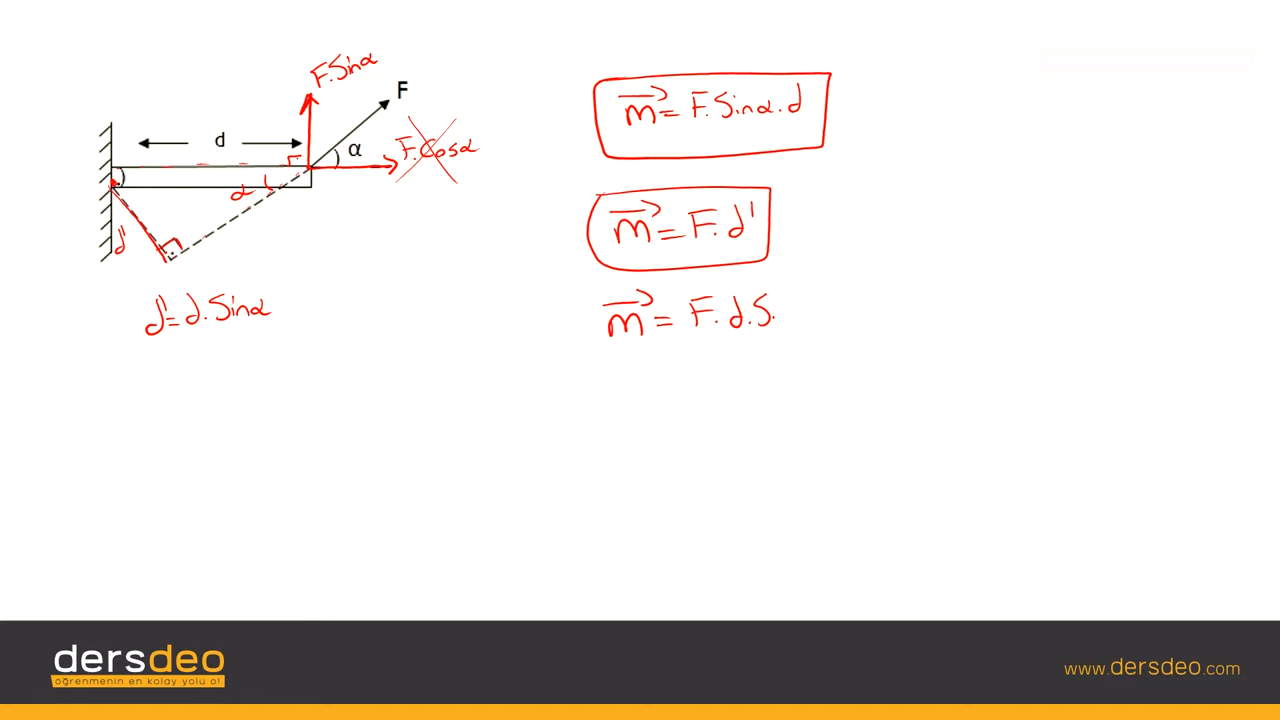 F.Sinα
F
d
α
F.Cosα
α
d'
d'=d.Sinα
m = F.Sinα.d
m = F.d'
m = F.d.S.
dersdeo
öğrenmenin en kolay yolu o!
www.dersdeo.com